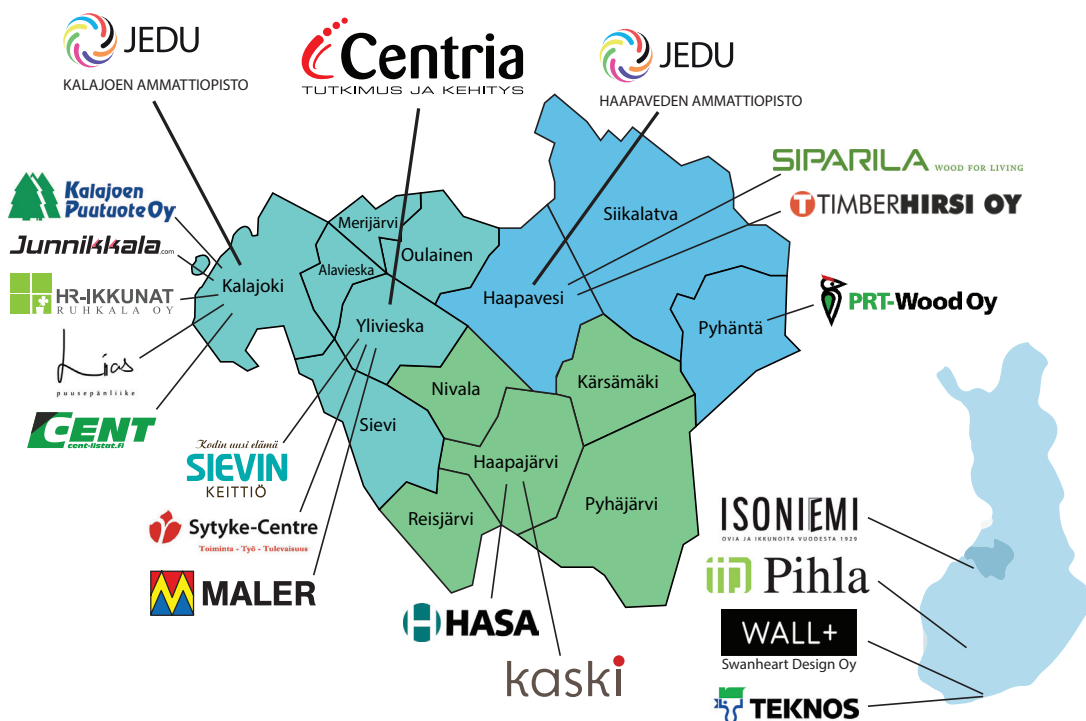 JEDU
KALAJOEN AMMATTIOPISTO
Centria
TUTKIMUS JA KEHITYS
JEDU
HAAPAVEDEN AMMATTIOPISTO
SIPARILA WOOD FOR LIVING
TIMBERHIRSI OY
Kalajoen
Puutuote Oy
Junnikkala.com
HR-IKKUNAT
RUHKALA OY
Lias
puusepänliike
CENT
cent-listat.fi
Merijärvi
Oulainen
Alavieska
Kalajoki
Ylivieska
Siikalatva
Haapavesi
Pyhäntä
PRT-Wood Oy
Nivala
Kärsämäki
Sievi
Haapajärvi
Reisjärvi
Pyhäjärvi
Kodin uusi elämä
SIEVIN
KEITTIÖ
Sytyke-Centre
Toiminta - Työ - Tulevaisuus
MALER
HASA
kaski
ISONIEMI
OVIA JA IKKUNOITA VUODESTA 1929
Pihla
WALL+
Swanheart Design Oy
TEKNOS